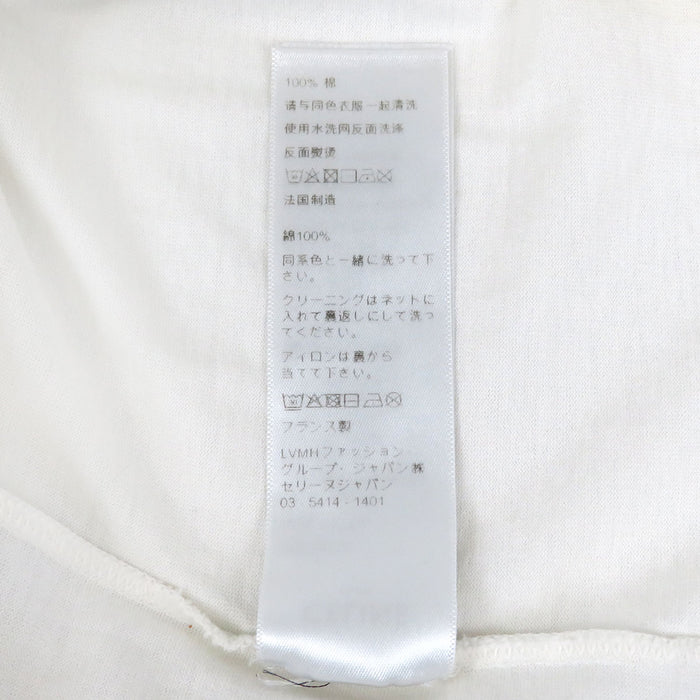 100% 棉
请与同色衣態一起清洗
使用水洗网反面洗涤
反面熨烫
法国制造
綿100%
同系色と一緒に洗って下
さい。
クリーニングはネットに
入れて裏返しにして洗っ
てください。
アイロンは裏から
当てて下さい。
フランス製
LVMHファッション
グループ・ジャパン㈱
セリーヌジャパン
03 - 5414 - 1401